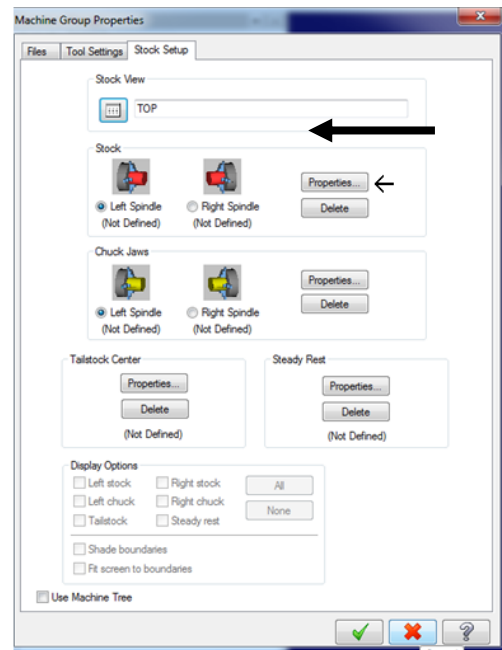 Machine Group Properties
Files Tool Settings Stock Setup
Stock View
TOP
Stock
Properties...
Left Spindle Right Spindle Delete
(Not Defined) (Not Defined)
Chuck Jaws
Properties...
Left Spindle Right Spindle Delete
(Not Defined) (Not Defined)
Tailstock Center Steady Rest
Properties... Properties...
Delete Delete
(Not Defined) (Not Defined)
Display Options
Left stock Right stock All
Left chuck Right chuck None
Tailstock Steady rest
Shade boundaries
Fit screen to boundaries
Use Machine Tree